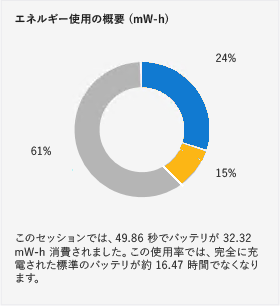 エネルギー使用の概要 (mW-h)
24%
61%
15%
このセッションでは、49.86 秒でバッテリが 32.32
mW-h 消費されました。この使用率では、完全に充
電された標準のバッテリが約 16.47 時間でなくなり
ます。